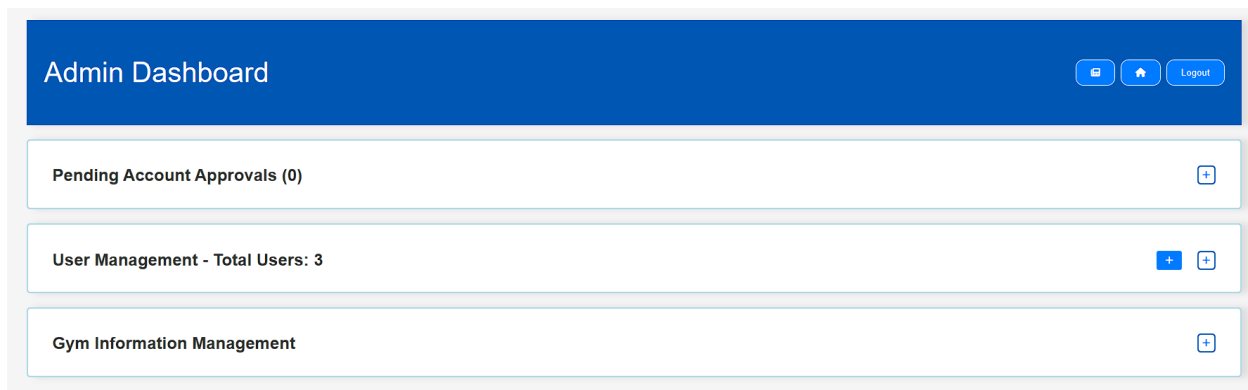 Admin Dashboard
Logout
Pending Account Approvals (0)
User Management - Total Users: 3
Gym Information Management